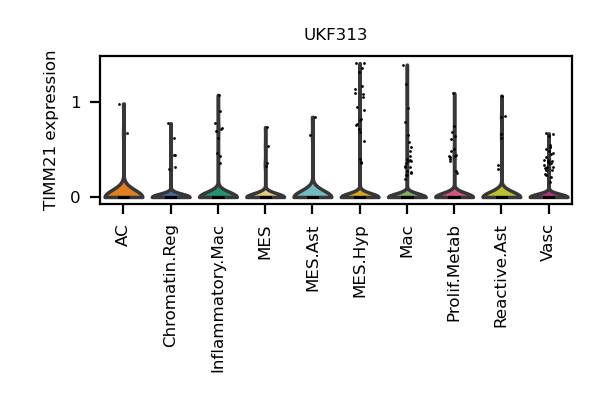 UKF313
TIMM21 expression
1
0
AC
Chromatin.Reg
Inflammatory.Mac
MES
MES.Ast
MES.Hyp
Mac
Prolif.Metab
Reactive.Ast
Vasc